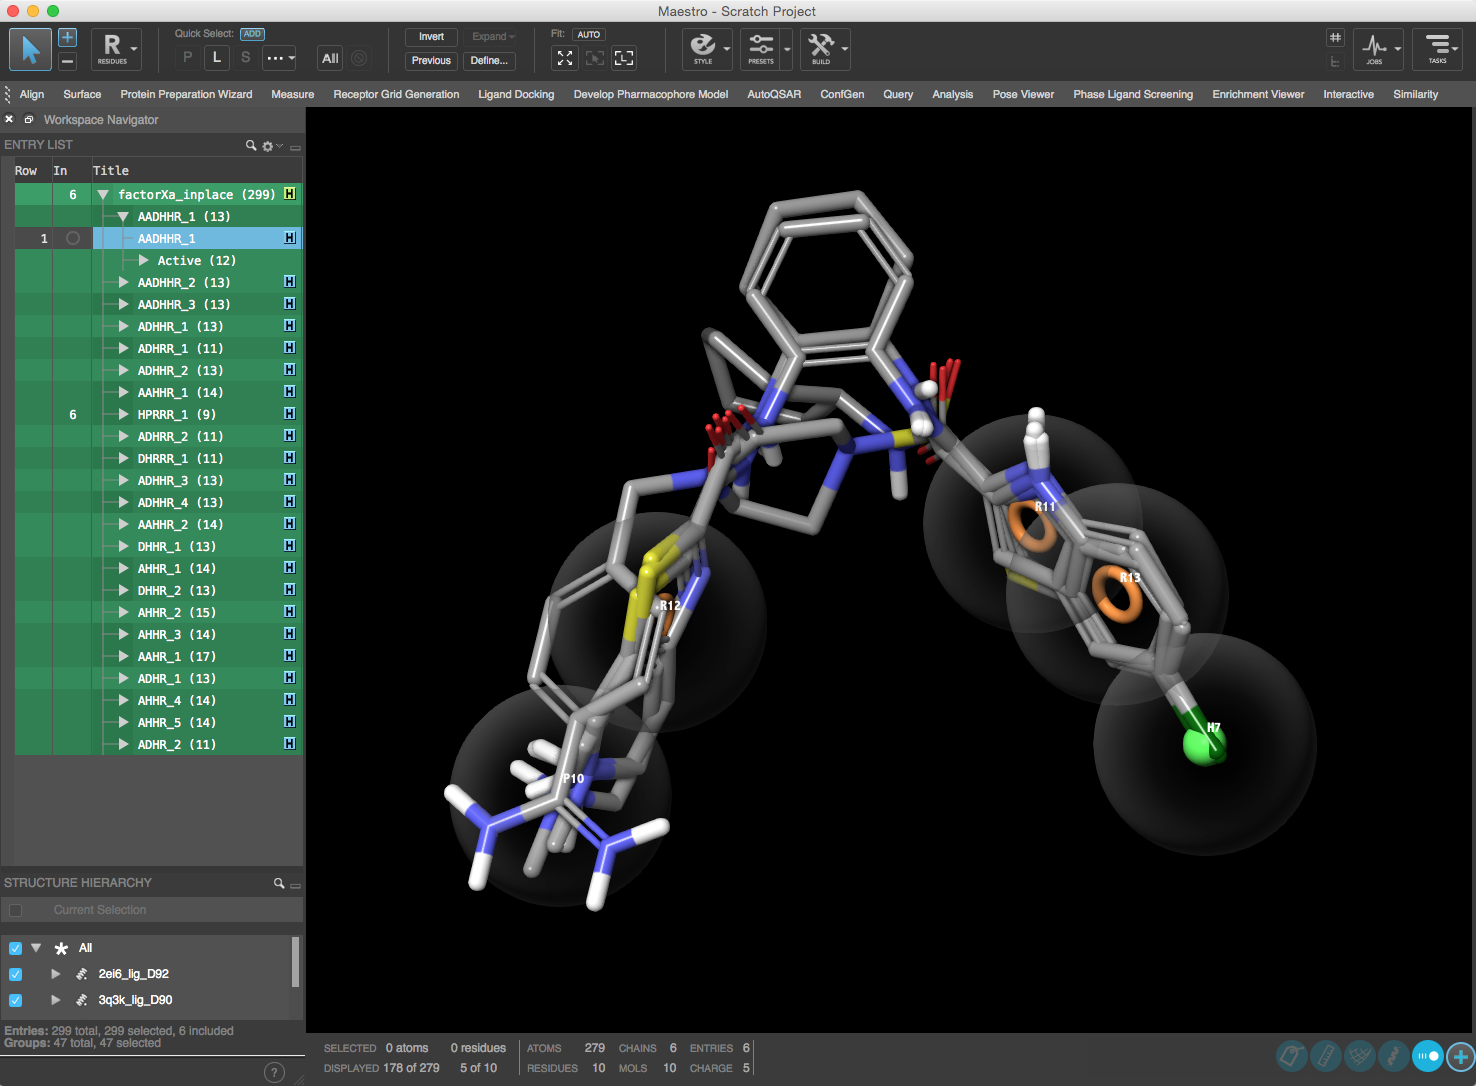 Maestro - Scratch Project
R
RESIDUES
Quick Select: ADD
P L S ... All
Invert Expand
Previous Define...
Fit: AUTO
STYLE
PRESETS
BUILD
JOBS
TASKS
Align Surface Protein Preparation Wizard Measure Receptor Grid Generation Ligand Docking Develop Pharmacophore Model AutoQSAR ConfGen Query Analysis Pose Viewer Phase Ligand Screening Enrichment Viewer Interactive Similarity
Workspace Navigator
ENTRY LIST
Row In Title
6 factorXa_inplace (299) H
AADHHR_1 (13)
1 AADHHR_1 H
Active (12)
AADHHR_2 (13) H
AADHHR_3 (13) H
ADHHR_1 (13) H
ADHRR_1 (11) H
ADHHR_2 (13) H
AAHHR_1 (14) H
6 HPRRR_1 (9) H
ADHRR_2 (11) H
DHRRR_1 (11) H
ADHHR_3 (13) H
ADHHR_4 (13) H
AAHHR_2 (14) H
DHHR_1 (13) H
AHHR_1 (14) H
DHHR_2 (13) H
AHHR_2 (15) H
AHHR_3 (14) H
AAHR_1 (17) H
ADHR_1 (13) H
AHHR_4 (14) H
AHHR_5 (14) H
ADHR_2 (11) H
R11
R13
R12
H7
P10
STRUCTURE HIERARCHY
Current Selection
All
2ei6_lig_D92
3q3k_lig_D90
Entries: 299 total, 299 selected, 6 included
Groups: 47 total, 47 selected
?
SELECTED 0 atoms 0 residues ATOMS 279 CHAINS 6 ENTRIES 6
DISPLAYED 178 of 279 5 of 10 RESIDUES 10 MOLS 10 CHARGE 5